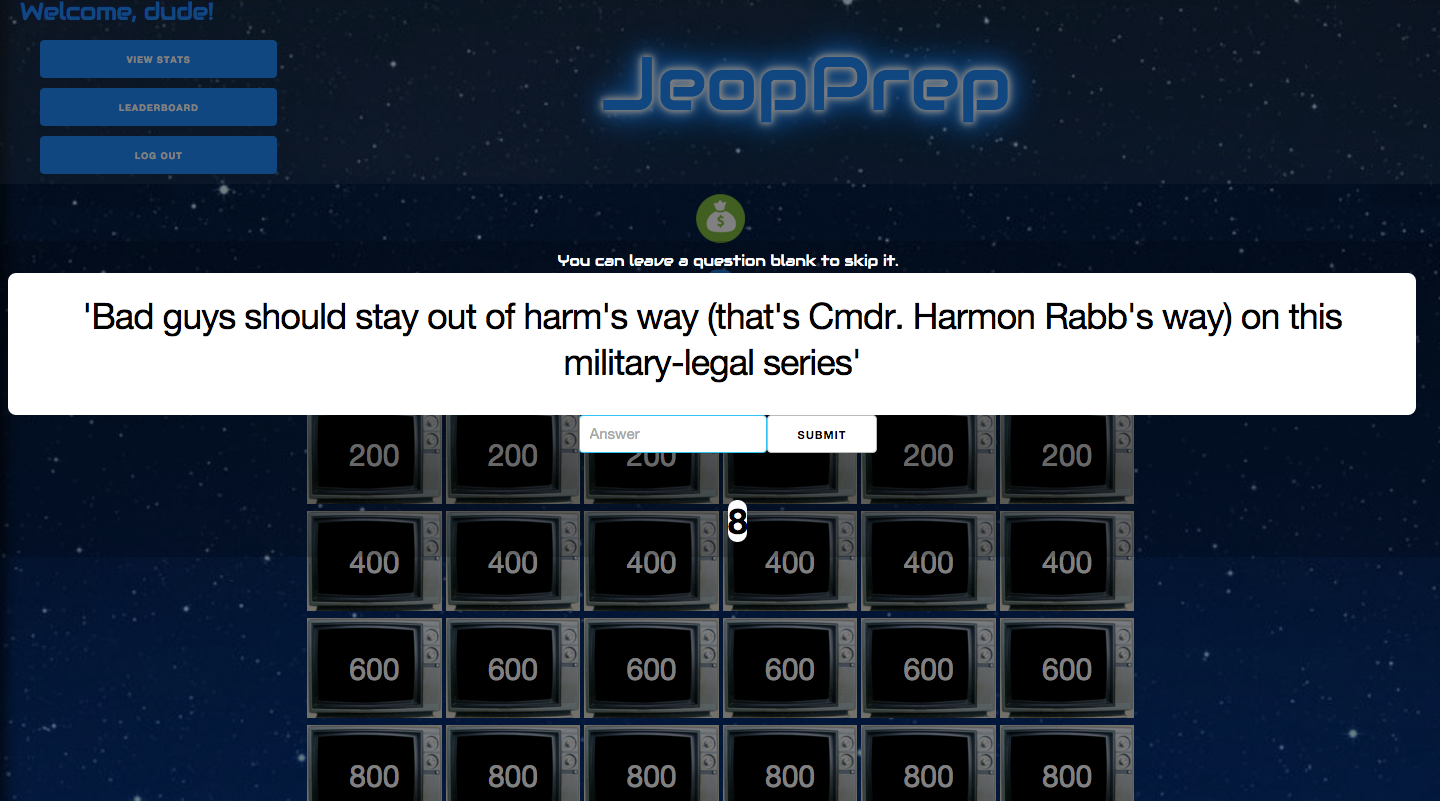 Welcome, dude!
VIEW STATS
LEADERBOARD
LOG OUT
JeopPrep
$
You can leave a question blank to skip it.
'Bad guys should stay out of harm's way (that's Cmdr. Harmon Rabb's way) on this
military-legal series'
Answer SUBMIT
200 200 200 200 200
8
400 400 400 400 400 400
600 600 600 600 600 600
800 800 800 800 800 800